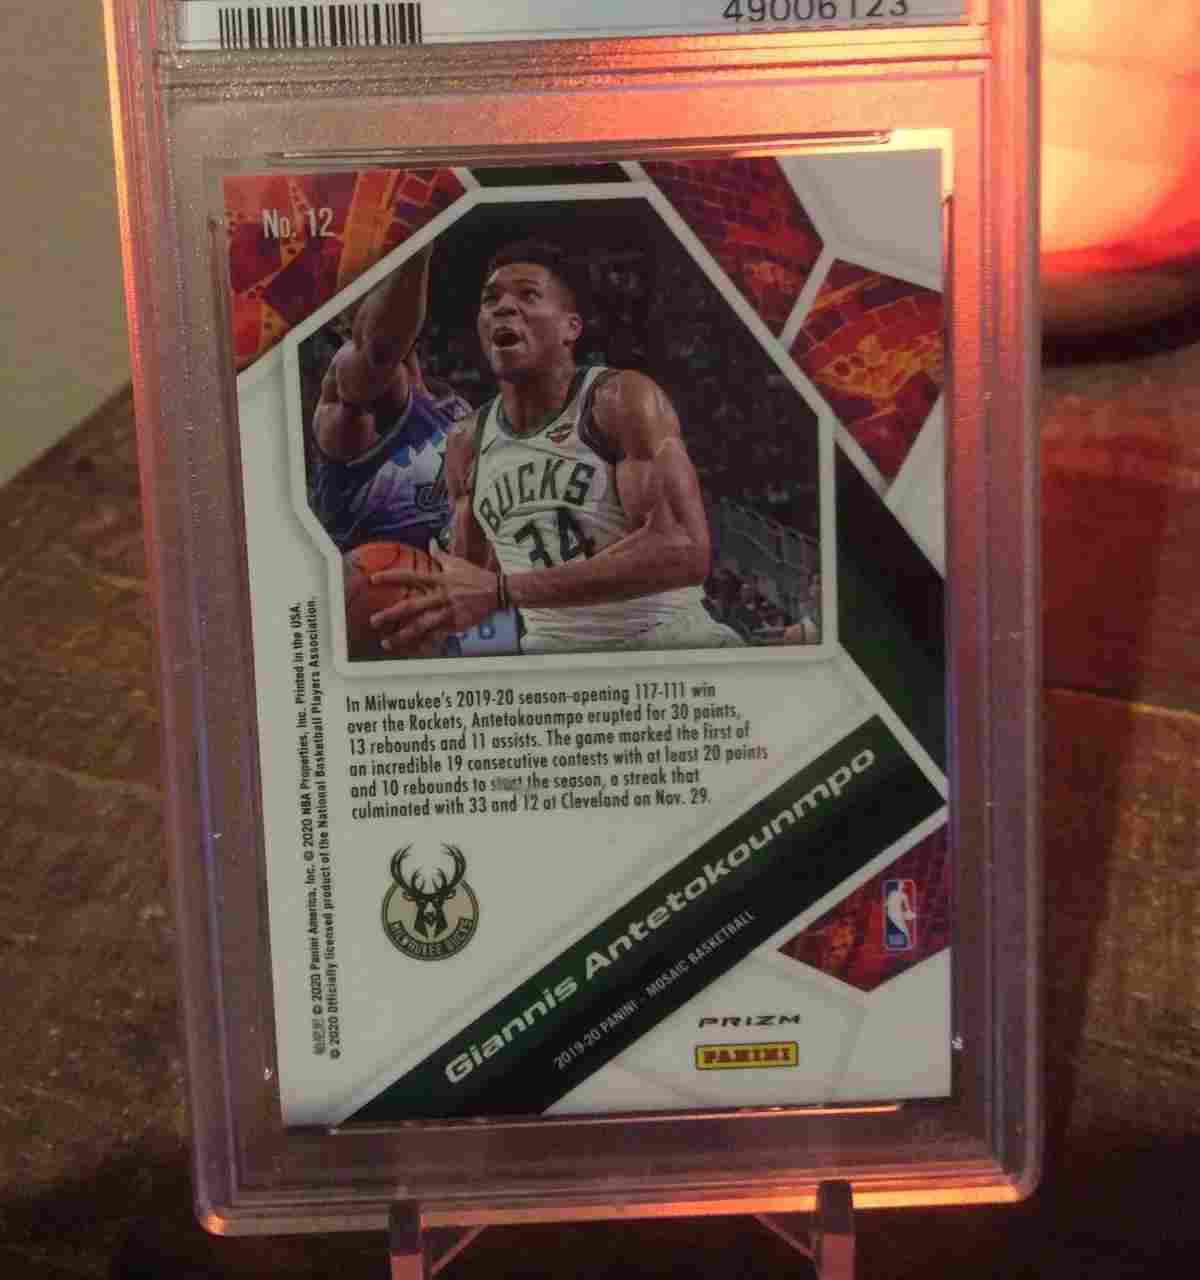 49006123
No. 12
BUCKS
34
In Milwaukee's 2019-20 season-opening 117-111 win
over the Rockets, Antetokounmpo erupted for 30 points,
13 rebounds and 11 assists. The game marked the first of
an incredible 19 consecutive contests with at least 20 points
and 10 rebounds to start the season, a streak that
culminated with 33 and 12 at Cleveland on Nov. 29.
© 2020 Panini America, Inc. © 2020 NBA Properties, Inc. Printed in the USA.
© 2020 Officially licensed product of the National Basketball Players Association.
MILWAUKEE BUCKS
Giannis Antetokounmpo
2019-20 PANINI - MOSAIC BASKETBALL
PRIZM
PANINI